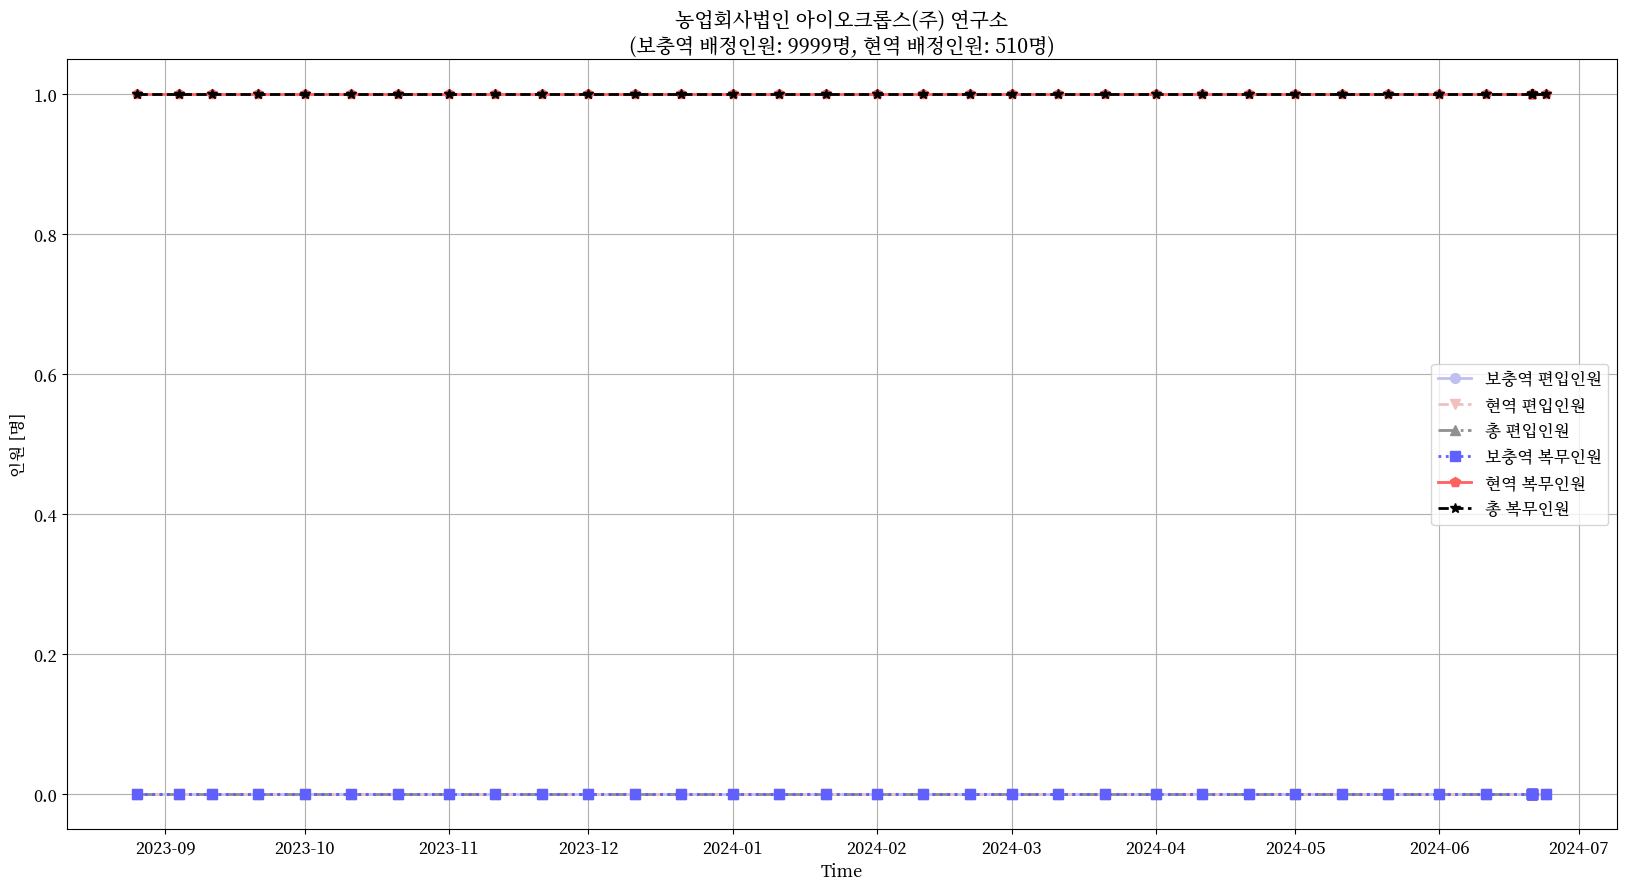 농업회사법인 아이오크롭스(주) 연구소
(보충역 배정인원: 9999명, 현역 배정인원: 510명)
1.0
0.8
0.6
0.4
0.2
0.0
인원 [명]
보충역 편입인원
현역 편입인원
총 편입인원
보충역 복무인원
현역 복무인원
총 복무인원
2023-09
2023-10
2023-11
2023-12
2024-01
2024-02
2024-03
2024-04
2024-05
2024-06
2024-07
Time